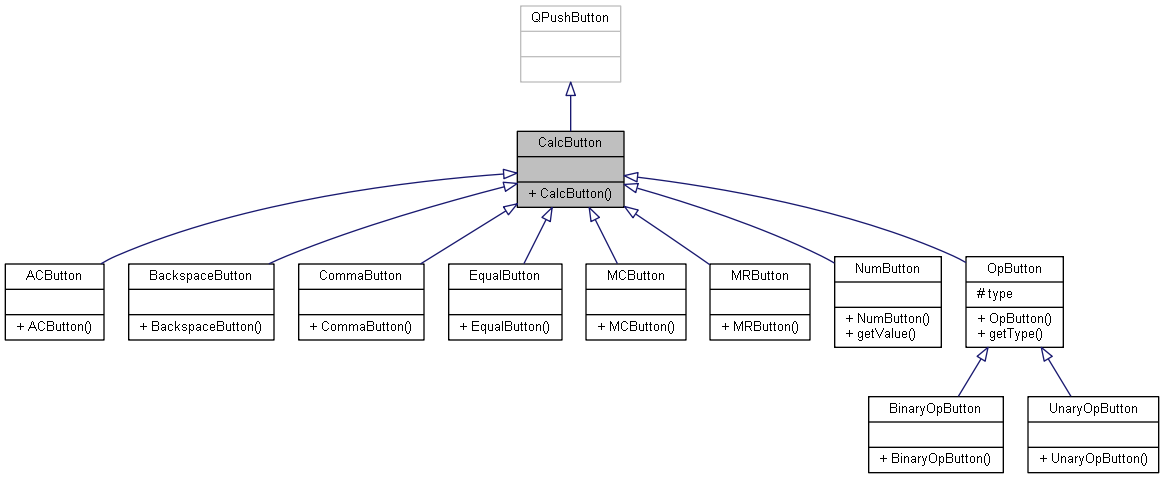 QPushButton
CalcButton
+ CalcButton()
ACButton
+ ACButton()
BackspaceButton
+ BackspaceButton()
CommaButton
+ CommaButton()
EqualButton
+ EqualButton()
MCButton
+ MCButton()
MRButton
+ MRButton()
NumButton
+ NumButton()
+ getValue()
OpButton
# type
+ OpButton()
+ getType()
BinaryOpButton
+ BinaryOpButton()
UnaryOpButton
+ UnaryOpButton()